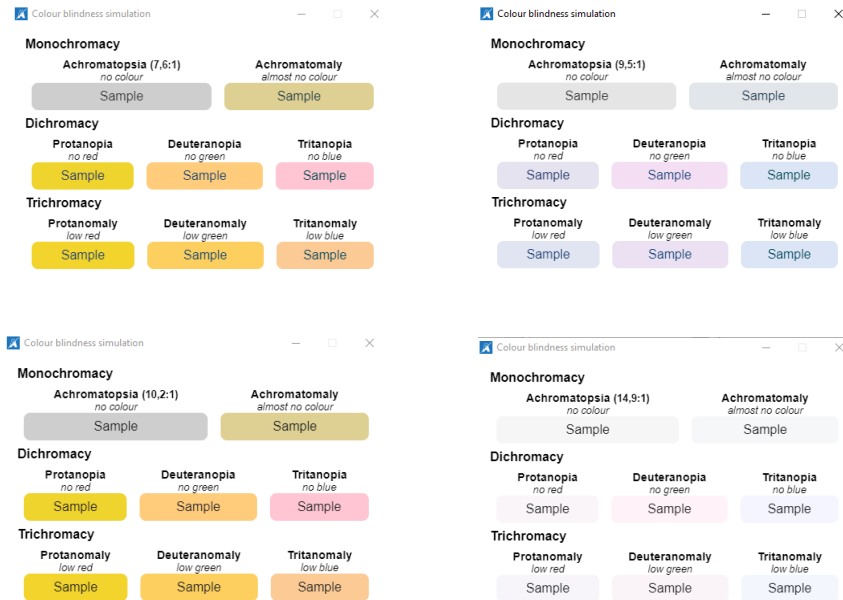 Colour blindness simulation
Monochromacy
Achromatopsia (7,6:1) Achromatomaly
no colour almost no colour
Sample Sample
Dichromacy
Protanopia Deuteranopia Tritanopia
no red no green no blue
Sample Sample Sample
Trichromacy
Protanomaly Deuteranomaly Tritanomaly
low red low green low blue
Sample Sample Sample
Colour blindness simulation
Monochromacy
Achromatopsia (9,5:1) Achromatomaly
no colour almost no colour
Sample Sample
Dichromacy
Protanopia Deuteranopia Tritanopia
no red no green no blue
Sample Sample Sample
Trichromacy
Protanomaly Deuteranomaly Tritanomaly
low red low green low blue
Sample Sample Sample
Colour blindness simulation
Monochromacy
Achromatopsia (10,2:1) Achromatomaly
no colour almost no colour
Sample Sample
Dichromacy
Protanopia Deuteranopia Tritanopia
no red no green no blue
Sample Sample Sample
Trichromacy
Protanomaly Deuteranomaly Tritanomaly
low red low green low blue
Sample Sample Sample
Colour blindness simulation
Monochromacy
Achromatopsia (14,9:1) Achromatomaly
no colour almost no colour
Sample Sample
Dichromacy
Protanopia Deuteranopia Tritanopia
no red no green no blue
Sample Sample Sample
Trichromacy
Protanomaly Deuteranomaly Tritanomaly
low red low green low blue
Sample Sample Sample